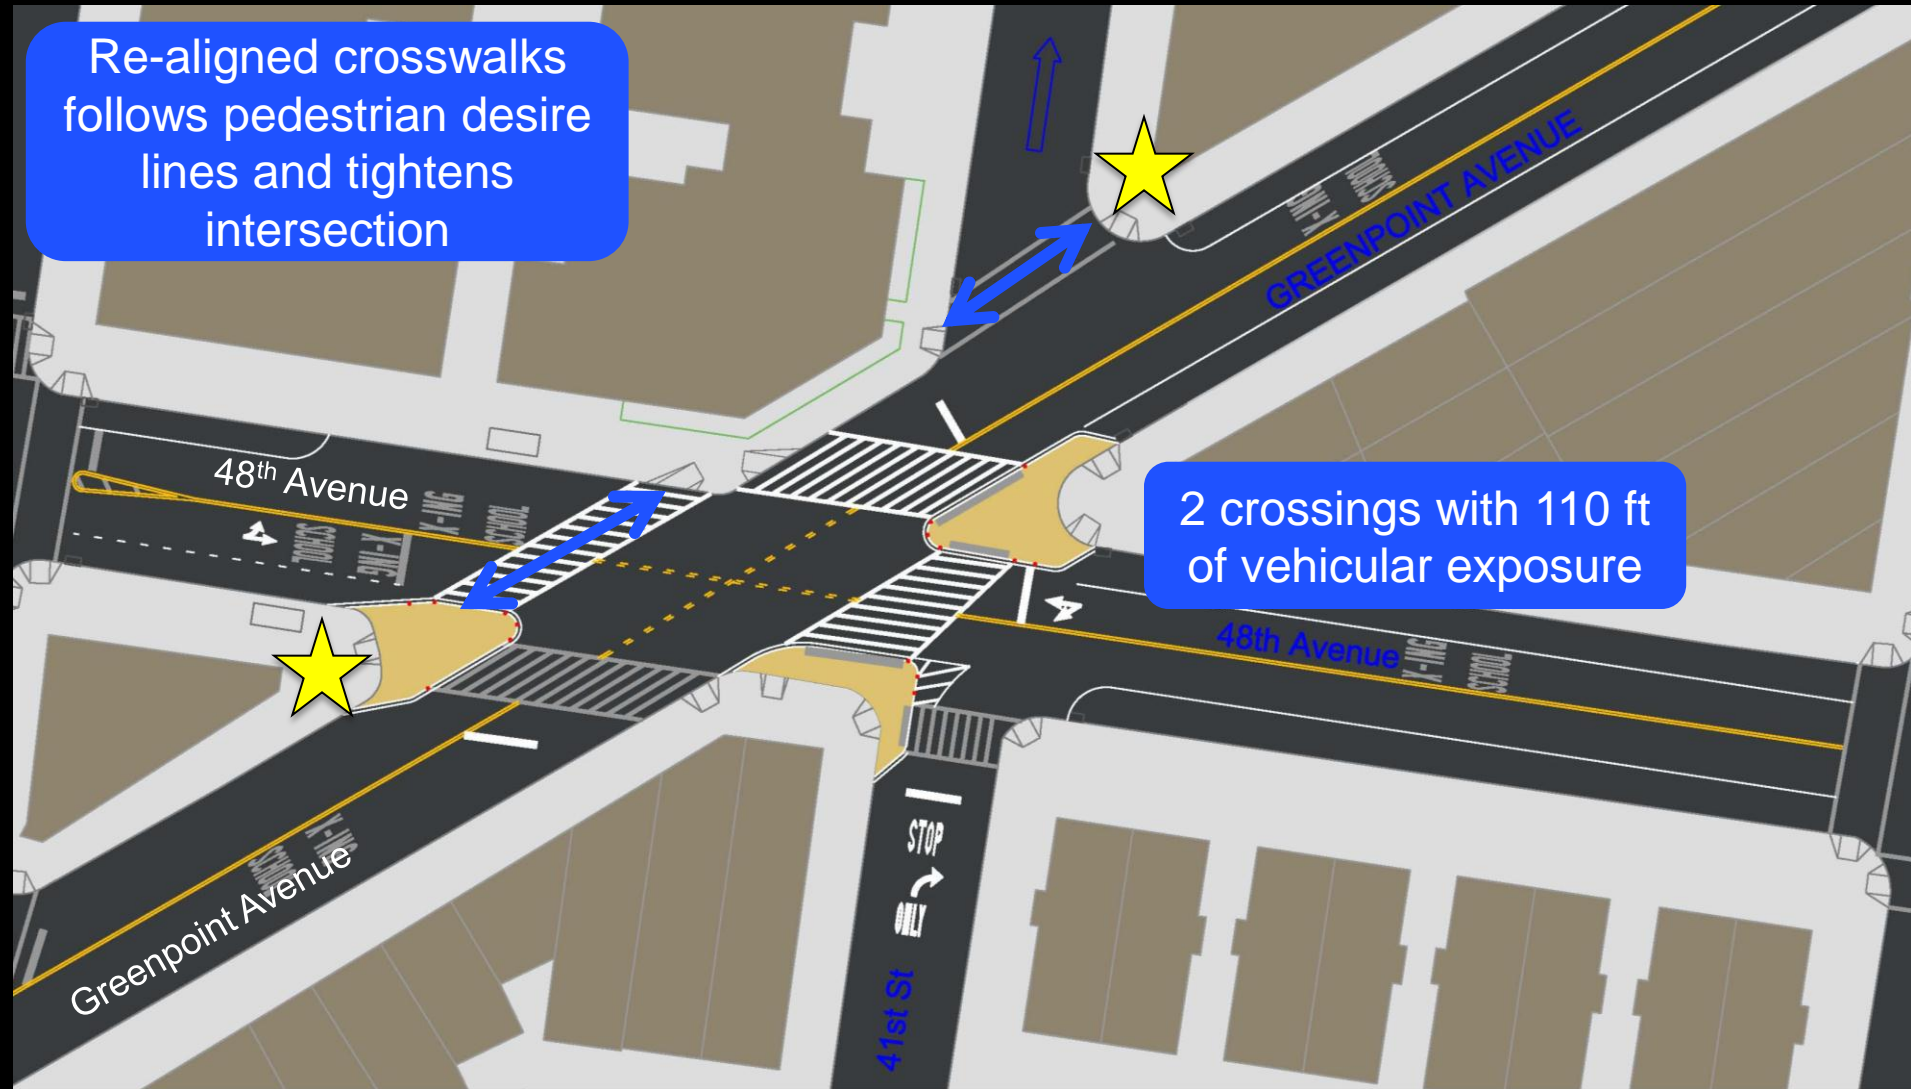 Re-aligned crosswalks
follows pedestrian desire
lines and tightens
intersection
SCHOOL
X-ING
GREENPOINT AVENUE
48th Avenue
SCHOOL
X-ING
X-ING
SCHOOL
2 crossings with 110 ft
of vehicular exposure
48th Avenue
X-ING
SCHOOL
X-ING
SCHOOL
Greenpoint Avenue
STOP
ONLY
41st St